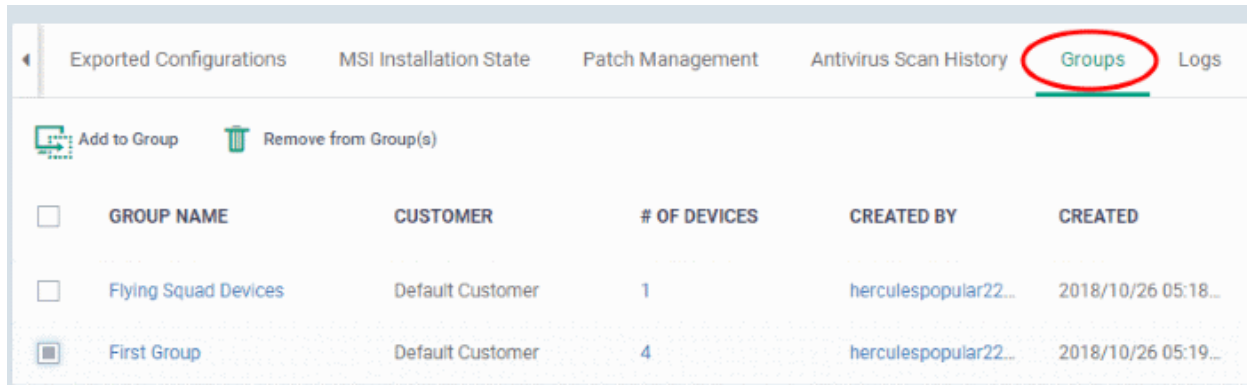 Exported Configurations MSI Installation State Patch Management Antivirus Scan History Groups Logs
Add to Group Remove from Group(s)
GROUP NAME CUSTOMER # OF DEVICES CREATED BY CREATED
Flying Squad Devices Default Customer 1 herculespopular22... 2018/10/26 05:18...
First Group Default Customer 4 herculespopular22... 2018/10/26 05:19...